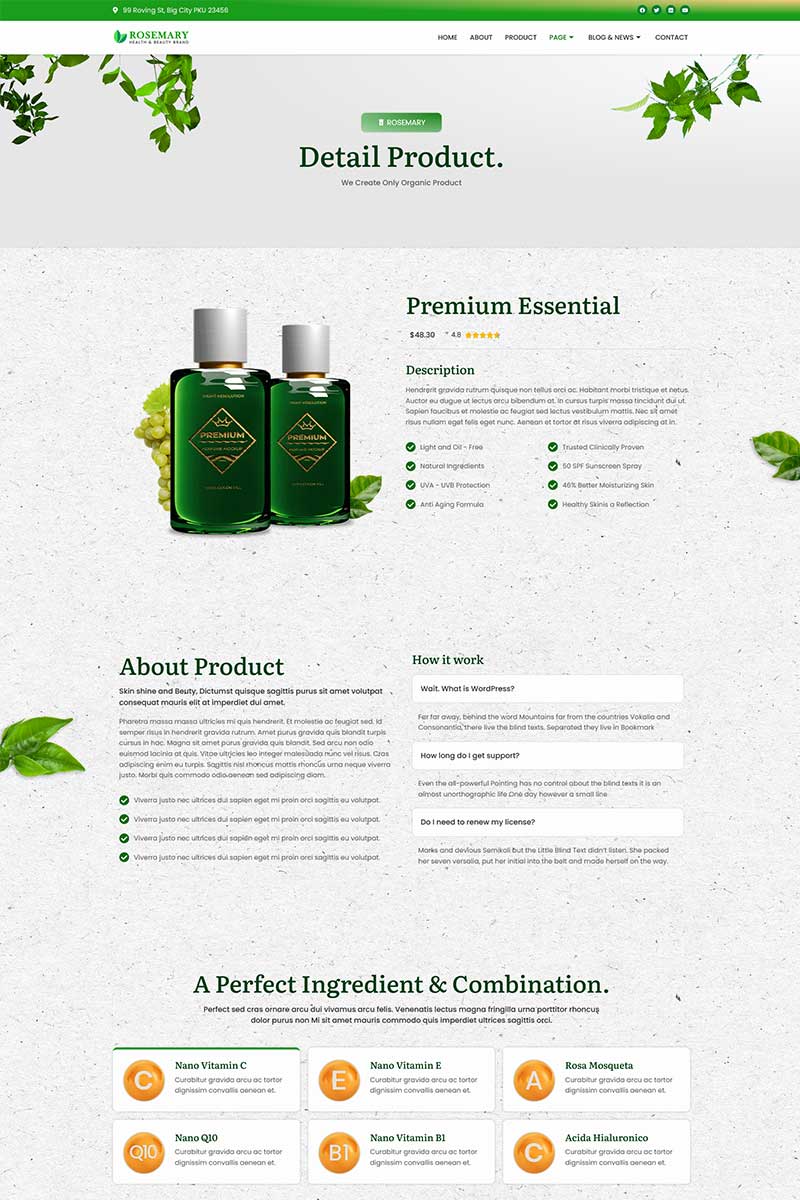 99 Roving St, Big City PKU 23456
ROSEMARY
HEALTH & BEAUTY BRAND
HOME ABOUT PRODUCT PAGE BLOG & NEWS CONTACT
ROSEMARY
Detail Product.
We Create Only Organic Product
Premium Essential
$48.30 4.8
Description
Hendrerit gravida rutrum quisque non tellus orci ac. Habitant morbi tristique et netus.
Auctor eu dugue ut lectus arcu bibendum at. In cursus turpis massa tincidunt dui ut.
Sapien faucibus et molestie ac feugiat sed lectus vestibulum mattis. Nec sit amet
risus nullam eget felis eget nunc. Aenean et tortor at risus viverra adipiscing at in.
Light and Oil - Free
Trusted Clinically Proven
Natural Ingredients
50 SPF Sunscreen Spray
UVA - UVB Protection
46% Better Moisturizing Skin
Anti Aging Formula
Healthy Skinis a Reflection
PREMIUM
PERFUME MOCKUP
PREMIUM
PERFUME MOCKUP
About Product
Skin shine and Beuty, Dictumst quisque sagittis purus sit amet volutpat
consequat mauris elit at imperdiet dui amet.
Pharetra massa massa ultricies mi quis hendrerit. Et molestie ac feugiat sed. Id
semper risus in hendrerit gravida rutrum. Amet purus gravida quis blandit turpis
cursus in hac. Magna sit amet purus gravida quis blandit. Sed arcu non odio
euismod lacinia at quis. Vitae ultricies leo integer malesuada nunc vel risus. Cras
adipiscing enim eu turpis. Sagittis nisl rhoncus mattis rhoncus urna neque viverra
justo. Morbi quis commodo odio aenean sed adipiscing diam.
Viverra justo nec ultrices dui sapien eget mi proin orci sagittis eu volutpat.
Viverra justo nec ultrices dui sapien eget mi proin orci sagittis eu volutpat.
Viverra justo nec ultrices dui sapien eget mi proin orci sagittis eu volutpat.
Viverra justo nec ultrices dui sapien eget mi proin orci sagittis eu volutpat.
How it work
Wait. What is WordPress?
Far far away, behind the word Mountains far from the countries Vokalia and
Consonantia, there live the blind texts. Separated they live in Bookmark
How long do I get support?
Even the all-powerful Pointing has no control about the blind texts it is an
almost unorthographic life One day however a small line
Do I need to renew my license?
Marks and devious Semikoli but the Little Blind Text didn't listen. She packed
her seven versalia, put her initial into the belt and made herself on the way.
A Perfect Ingredient & Combination.
Perfect sed cras ornare arcu dui vivamus arcu felis. Venenatis lectus magna fringilla urna porttitor rhoncus
dolor purus non Mi sit amet mauris commodo quis imperdiet ultrices sagittis orci.
C
Nano Vitamin C
Curabitur gravida arcu ac tortor
dignissim convallis aenean et.
E
Nano Vitamin E
Curabitur gravida arcu ac tortor
dignissim convallis aenean et.
A
Rosa Mosqueta
Curabitur gravida arcu ac tortor
dignissim convallis aenean et.
Q10
Nano Q10
Curabitur gravida arcu ac tortor
dignissim convallis aenean et.
B1
Nano Vitamin B1
Curabitur gravida arcu ac tortor
dignissim convallis aenean et.
C
Acida Hialuronico
Curabitur gravida arcu ac tortor
dignissim convallis aenean et.